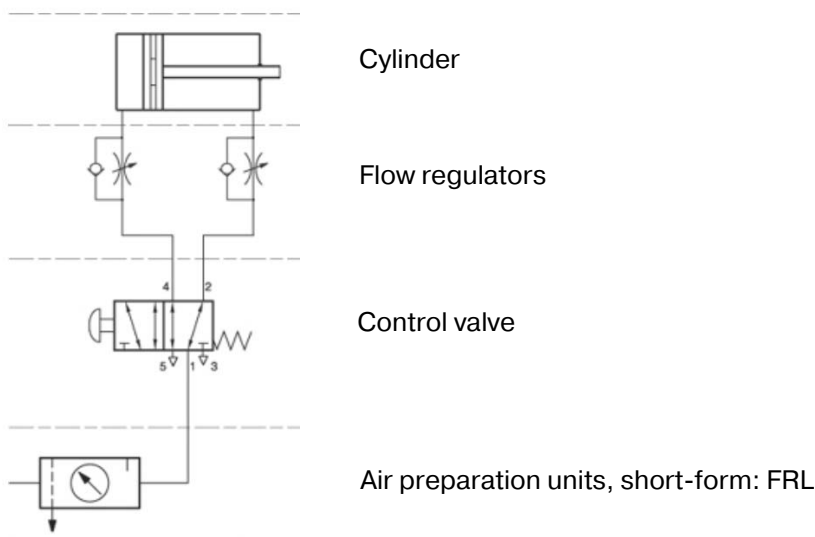 Cylinder
Flow regulators
4 2
Control valve
5 1 3
Air preparation units, short-form: FRL